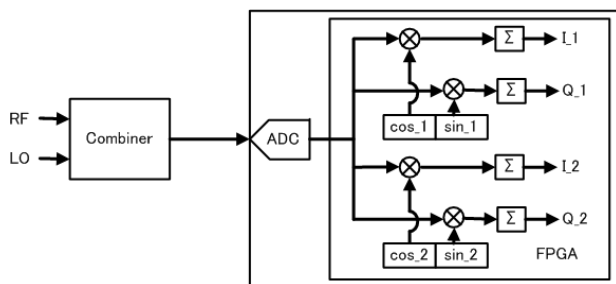 RF
LO
Combiner
ADC
Σ
I_1
Σ
Q_1
cos_1
sin_1
Σ
I_2
Σ
Q_2
cos_2
sin_2
FPGA